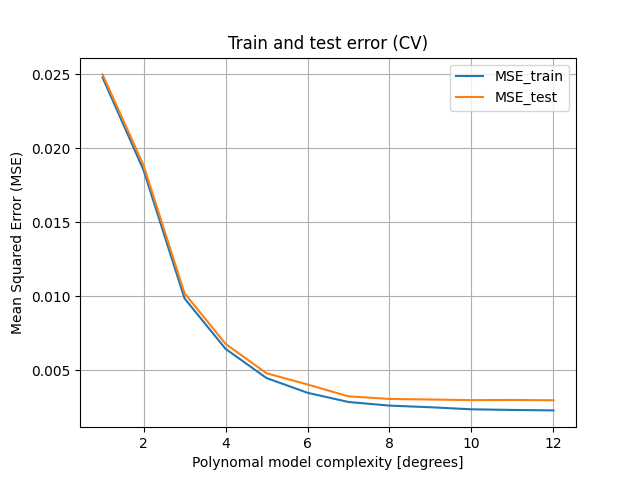 Train and test error (CV)
MSE_train
MSE_test
Mean Squared Error (MSE)
0.025
0.020
0.015
0.010
0.005
2 4 6 8 10 12
Polynomal model complexity [degrees]